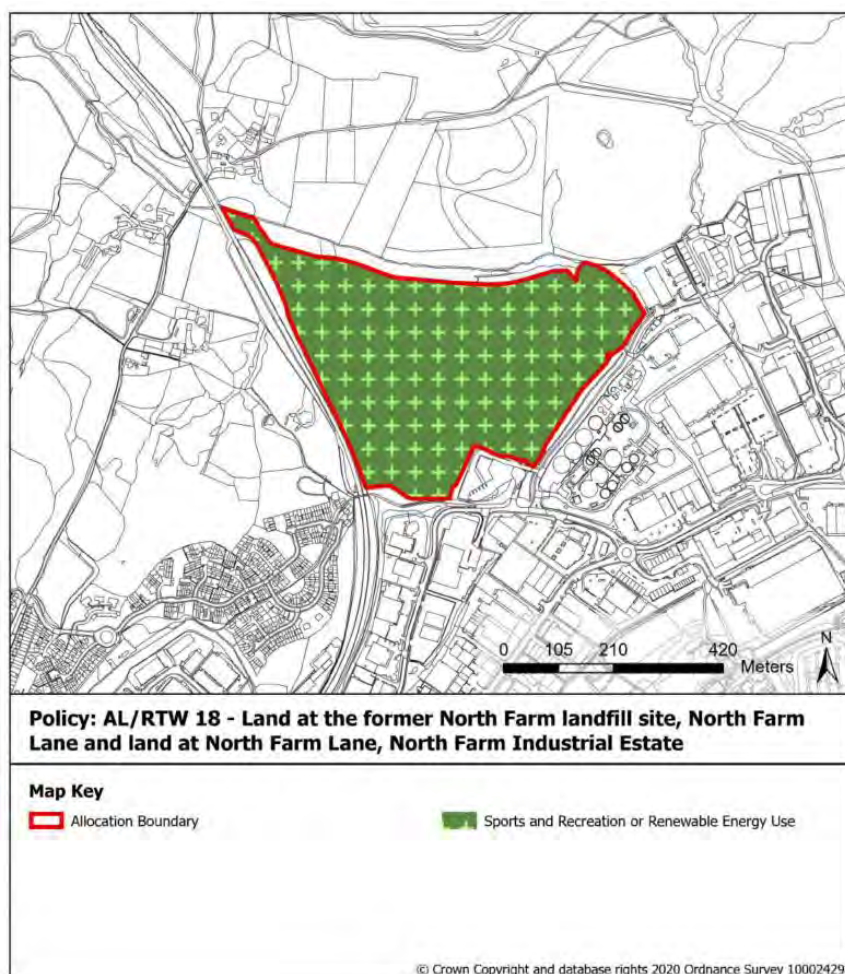 0 105 210 420
Meters
N
Policy: AL/RTW 18 - Land at the former North Farm landfill site, North Farm
Lane and land at North Farm Lane, North Farm Industrial Estate
Map Key
Allocation Boundary
Sports and Recreation or Renewable Energy Use
© Crown Copyright and database rights 2020 Ordnance Survey 10002429